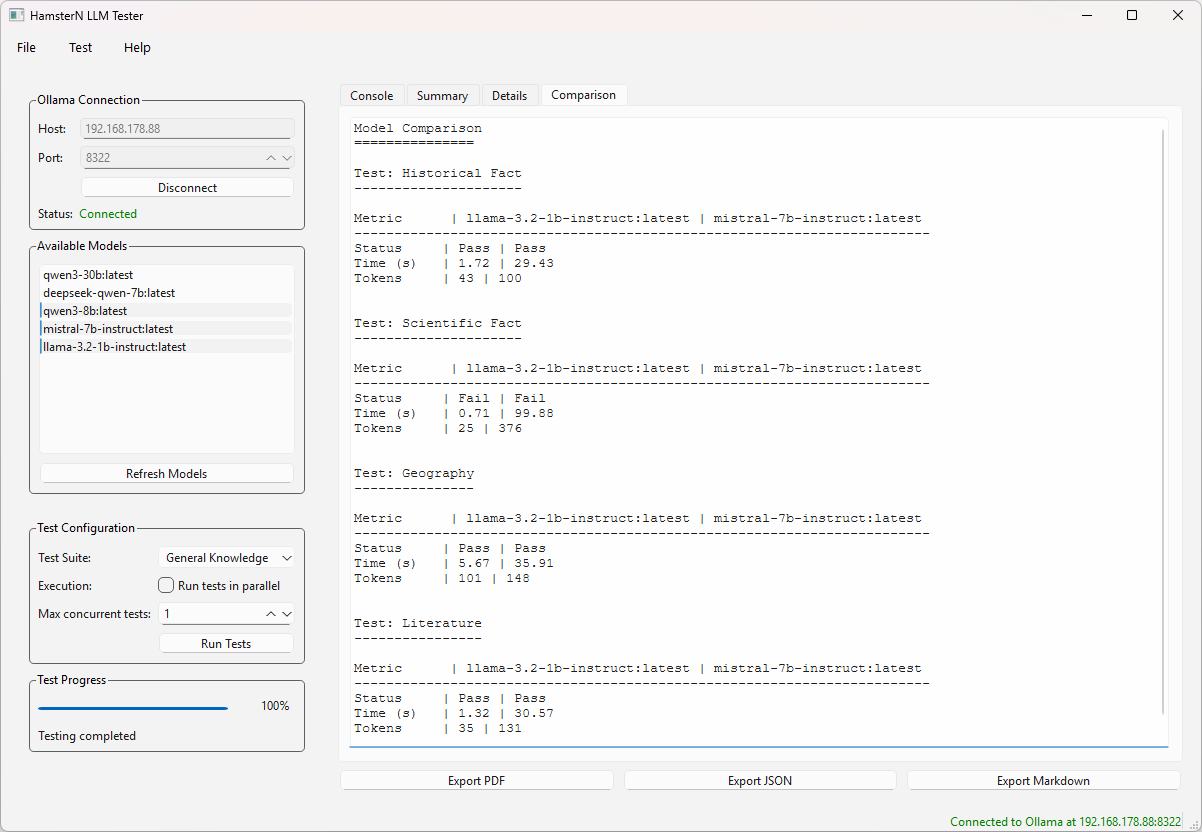 HamsterN LLM Tester
File Test Help
Ollama Connection
Host: 192.168.178.88
Port: 8322
Disconnect
Status: Connected
Available Models
qwen3-30b:latest
deepseek-qwen-7b:latest
qwen3-8b:latest
mistral-7b-instruct:latest
llama-3.2-1b-instruct:latest
Refresh Models
Test Configuration
Test Suite: General Knowledge
Execution: Run tests in parallel
Max concurrent tests: 1
Run Tests
Test Progress
100%
Testing completed
Console Summary Details Comparison
Model Comparison
===============
Test: Historical Fact
---------------------
Metric      | llama-3.2-1b-instruct:latest | mistral-7b-instruct:latest
------------------------------------------------------------------------
Status     | Pass | Pass
Time (s)   | 1.72 | 29.43
Tokens     | 43 | 100
Test: Scientific Fact
---------------------
Metric      | llama-3.2-1b-instruct:latest | mistral-7b-instruct:latest
------------------------------------------------------------------------
Status     | Fail | Fail
Time (s)   | 0.71 | 99.88
Tokens     | 25 | 376
Test: Geography
---------------
Metric      | llama-3.2-1b-instruct:latest | mistral-7b-instruct:latest
------------------------------------------------------------------------
Status     | Pass | Pass
Time (s)   | 5.67 | 35.91
Tokens     | 101 | 148
Test: Literature
----------------
Metric      | llama-3.2-1b-instruct:latest | mistral-7b-instruct:latest
------------------------------------------------------------------------
Status     | Pass | Pass
Time (s)   | 1.32 | 30.57
Tokens     | 35 | 131
Export PDF Export JSON Export Markdown
Connected to Ollama at 192.168.178.88:8322